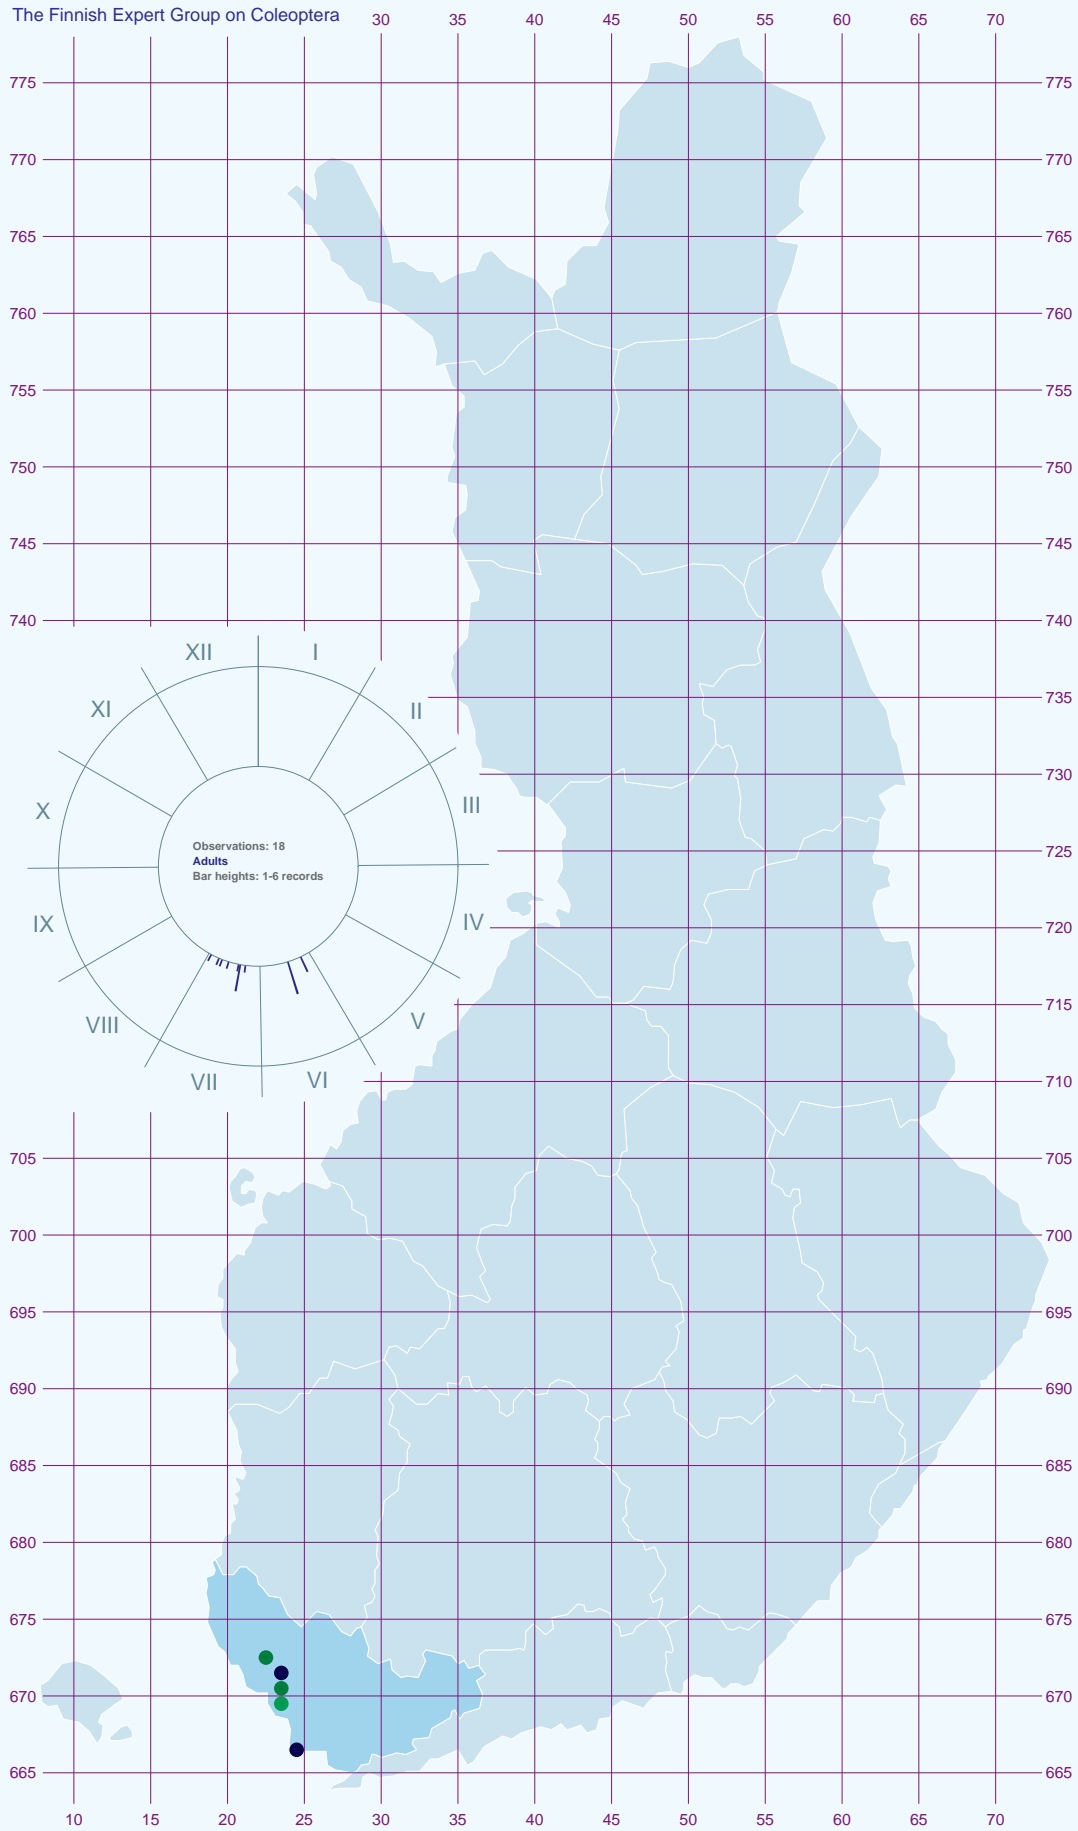 The Finnish Expert Group on Coleoptera
30 35 40 45 50 55 60 65 70
775 775
770 770
765 765
760 760
755 755
750 750
745 745
740 740
XII I
XI II
735
730
X III
Observations: 18
Adults
Bar heights: 1-6 records
725
IX IV
720
VIII V
715
VII VI
710
705 705
700 700
695 695
690 690
685 685
680 680
675 675
670 670
665 665
10 15 20 25 30 35 40 45 50 55 60 65 70